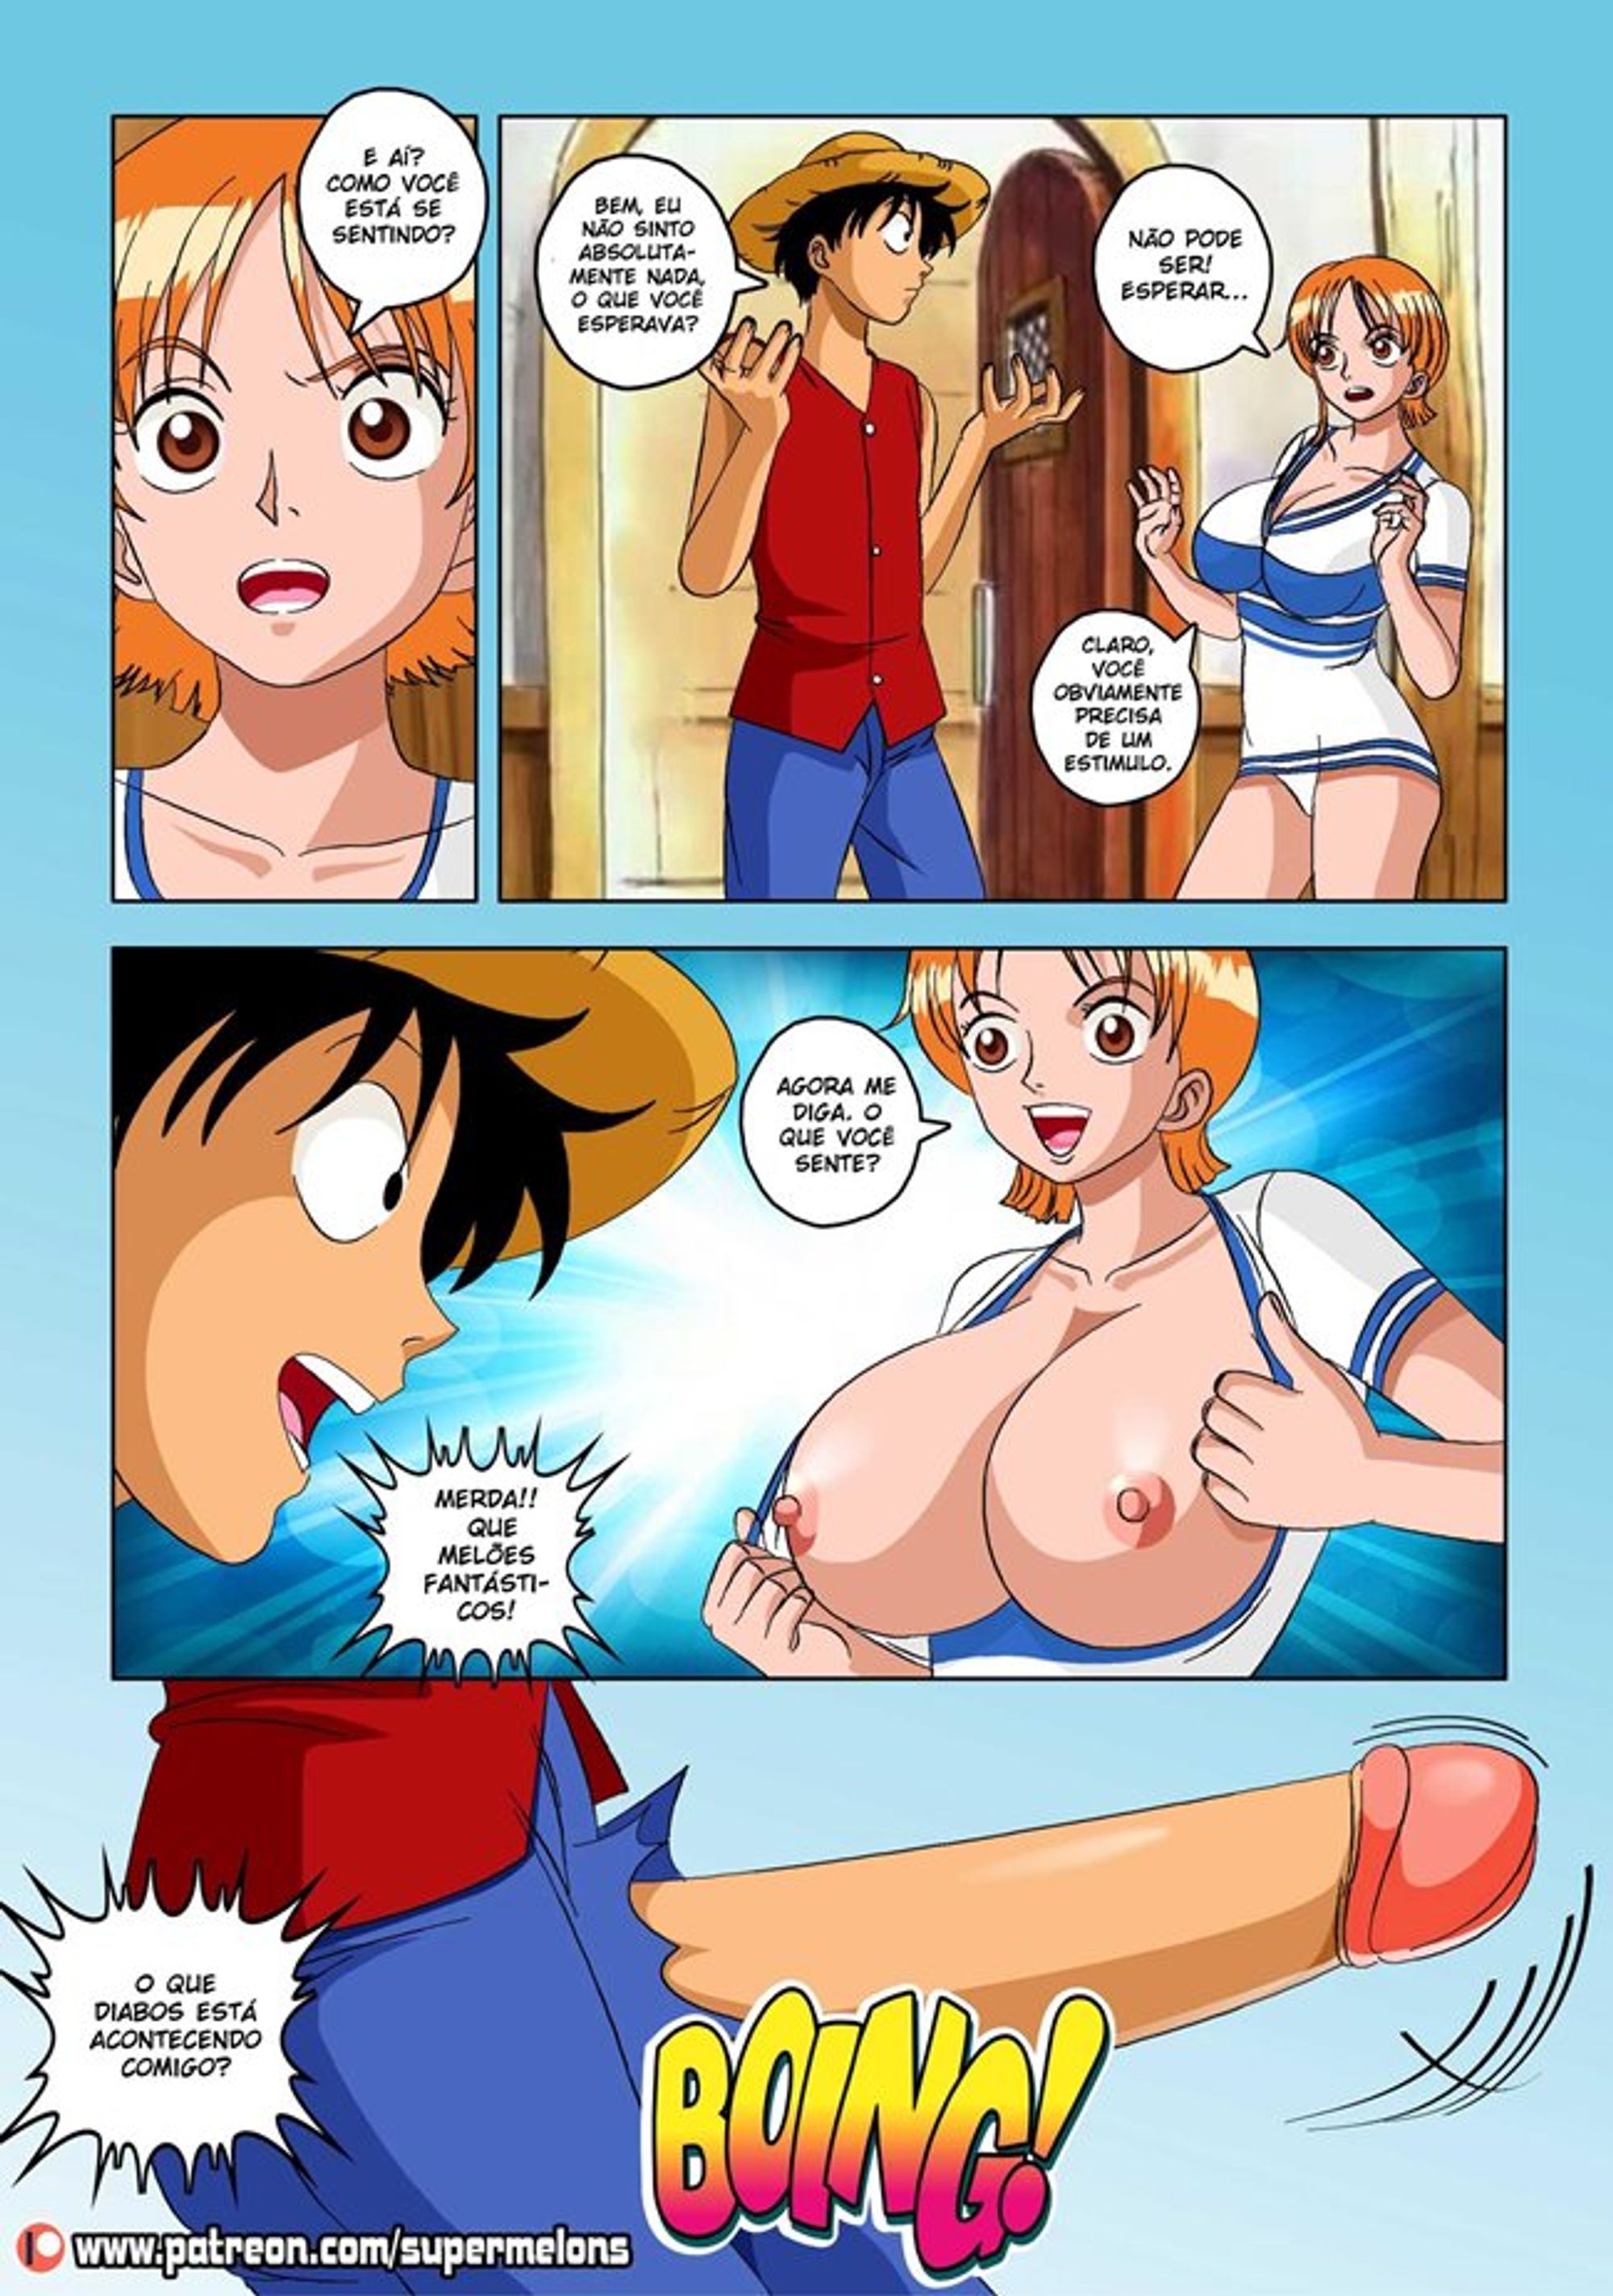 E AÍ?
COMO VOCÊ
ESTÁ SE
SENTINDO?
BEM, EU
NÃO SINTO
ABSOLUTA-
MENTE NADA,
O QUE VOCÊ
ESPERAVA?
NÃO PODE
SER!
ESPERAR...
CLARO,
VOCÊ
OBVIAMENTE
PRECISA
DE UM
ESTIMULO.
AGORA ME
DIGA. O
QUE VOCÊ
SENTE?
MERDA!!
QUE
MELÕES
FANTÁSTI-
COS!
O QUE
DIABOS ESTÁ
ACONTECENDO
COMIGO?
BOING!
www.patreon.com/supermelons